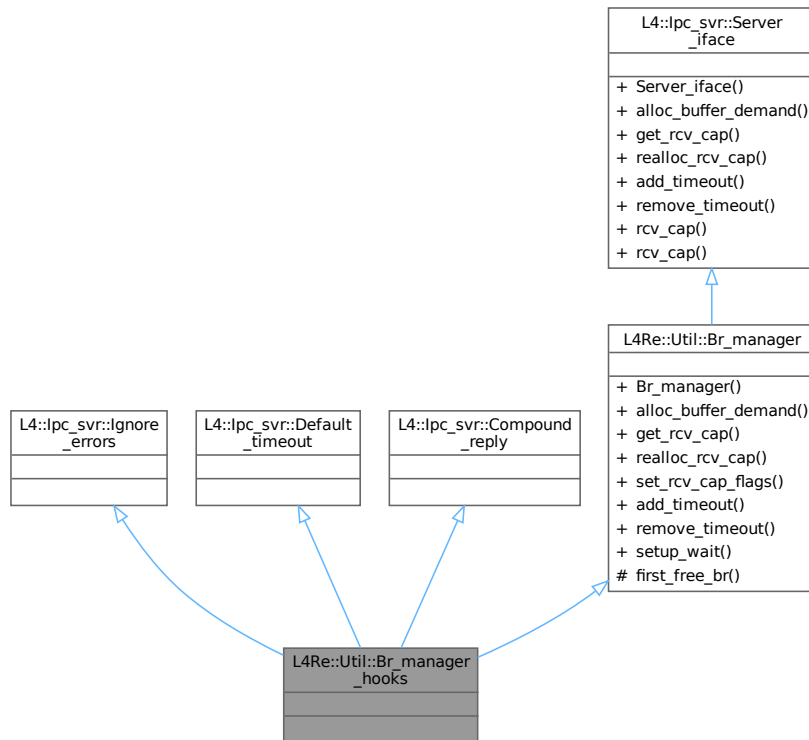 L4::Ipc_svr::Server
_iface
+ Server_iface()
+ alloc_buffer_demand()
+ get_rcv_cap()
+ realloc_rcv_cap()
+ add_timeout()
+ remove_timeout()
+ rcv_cap()
+ rcv_cap()
L4Re::Util::Br_manager
+ Br_manager()
+ alloc_buffer_demand()
+ get_rcv_cap()
+ realloc_rcv_cap()
+ set_rcv_cap_flags()
+ add_timeout()
+ remove_timeout()
+ setup_wait()
# first_free_br()
L4::Ipc_svr::Ignore
_errors
L4::Ipc_svr::Default
_timeout
L4::Ipc_svr::Compound
_reply
L4Re::Util::Br_manager
_hooks